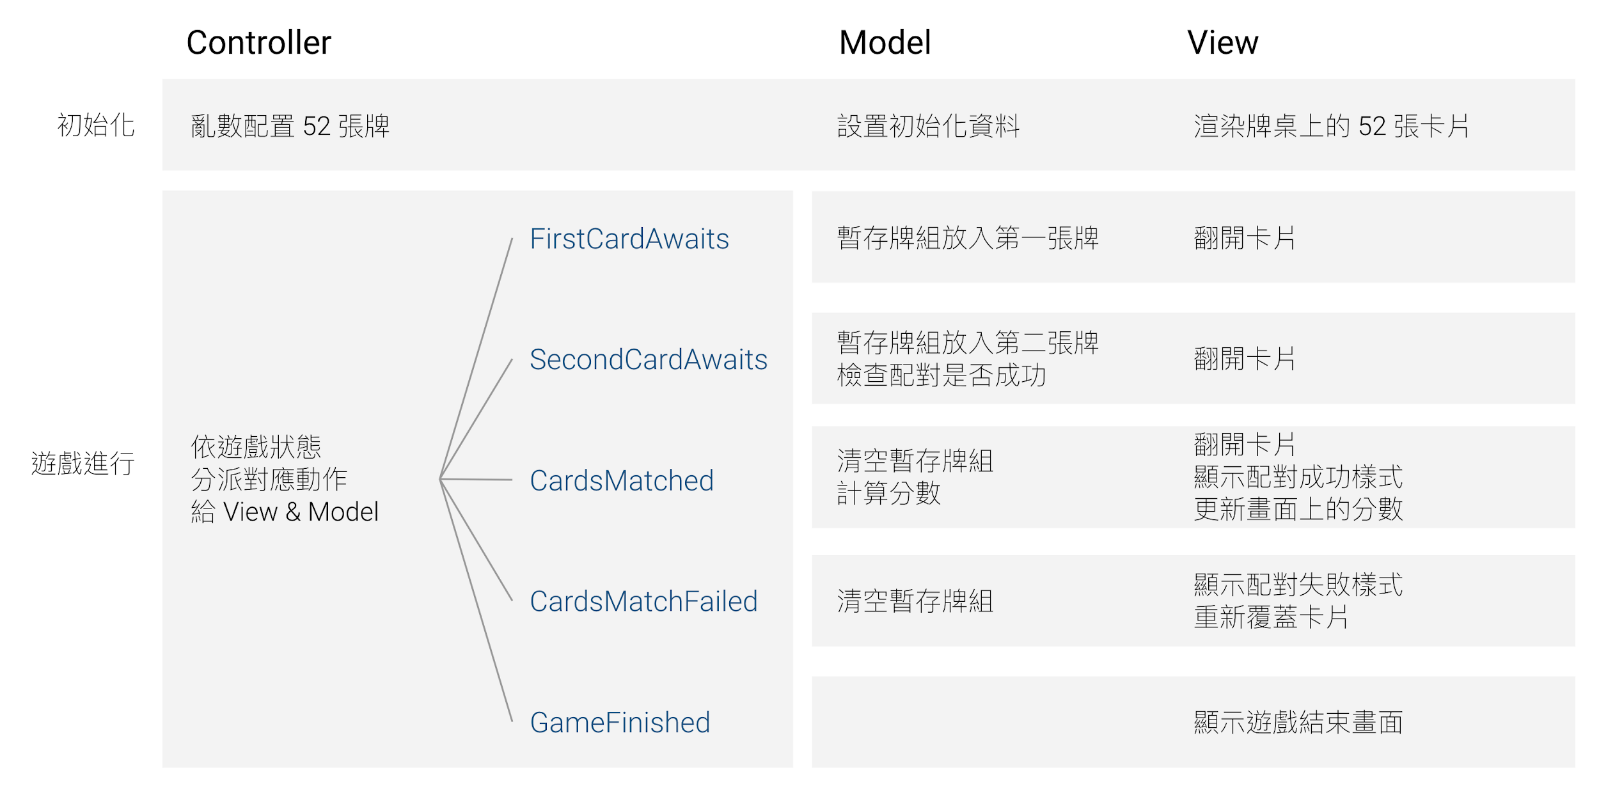 Controller
Model
View
初始化
亂數配置 52 張牌
設置初始化資料
渲染牌桌上的 52 張卡片
遊戲進行
依遊戲狀態
分派對應動作
給 View & Model
FirstCardAwaits
暫存牌組放入第一張牌
翻開卡片
SecondCardAwaits
暫存牌組放入第二張牌
檢查配對是否成功
翻開卡片
CardsMatched
清空暫存牌組
計算分數
翻開卡片
顯示配對成功樣式
更新畫面上的分數
CardsMatchFailed
清空暫存牌組
顯示配對失敗樣式
重新覆蓋卡片
GameFinished
顯示遊戲結束畫面